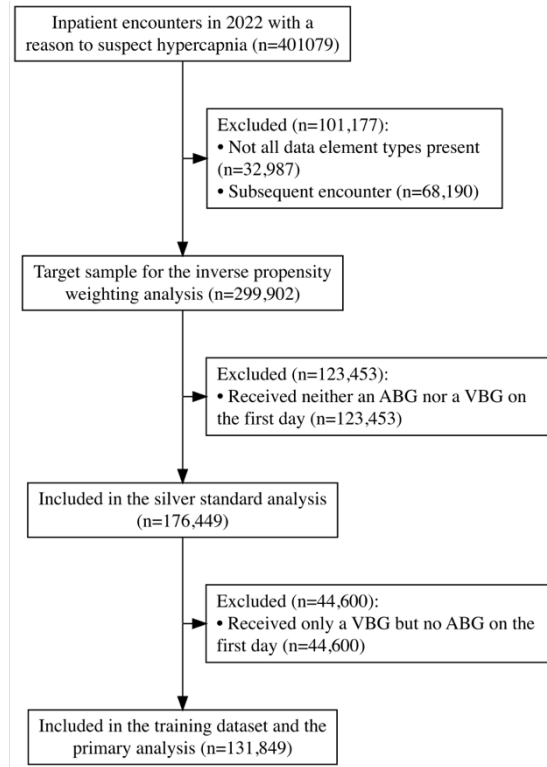 Inpatient encounters in 2022 with a
reason to suspect hypercapnia (n=401079)
Excluded (n=101,177):
• Not all data element types present
(n=32,987)
• Subsequent encounter (n=68,190)
Target sample for the inverse propensity
weighting analysis (n=299,902)
Excluded (n=123,453):
• Received neither an ABG nor a VBG on
the first day (n=123,453)
Included in the silver standard analysis
(n=176,449)
Excluded (n=44,600):
• Received only a VBG but no ABG on the
first day (n=44,600)
Included in the training dataset and the
primary analysis (n=131,849)